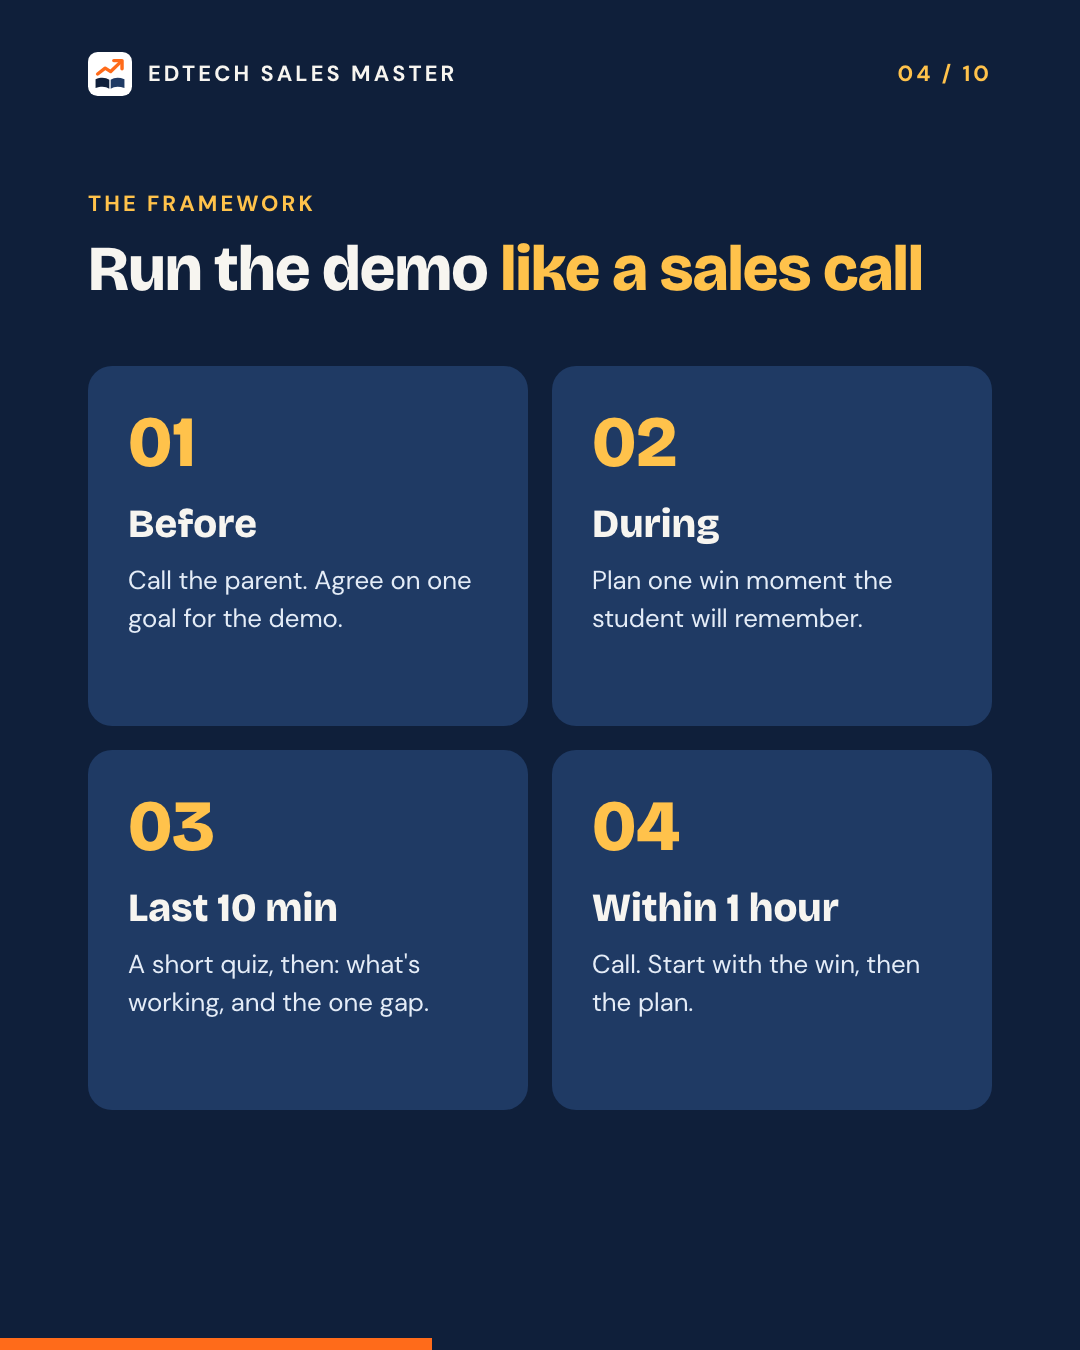 EDTECH SALES MASTER
04 / 10
THE FRAMEWORK
Run the demo like a sales call
01
Before
Call the parent. Agree on one
goal for the demo.
02
During
Plan one win moment the
student will remember.
03
Last 10 min
A short quiz, then: what's
working, and the one gap.
04
Within 1 hour
Call. Start with the win, then
the plan.